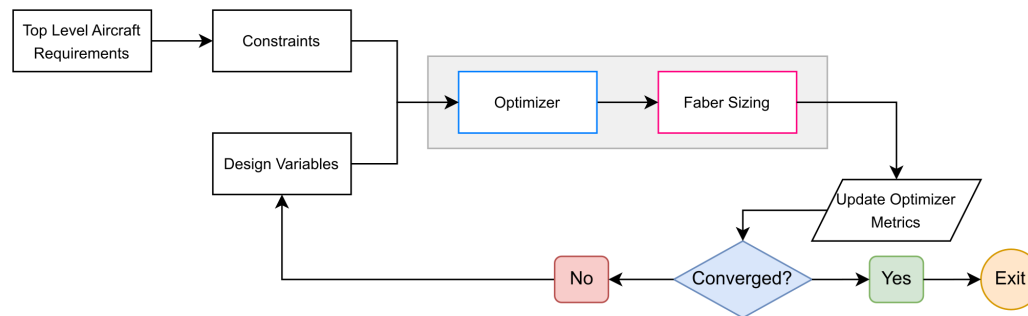 Top Level Aircraft
Requirements
Constraints
Optimizer
Faber Sizing
Design Variables
Update Optimizer
Metrics
Converged?
No
Yes
Exit